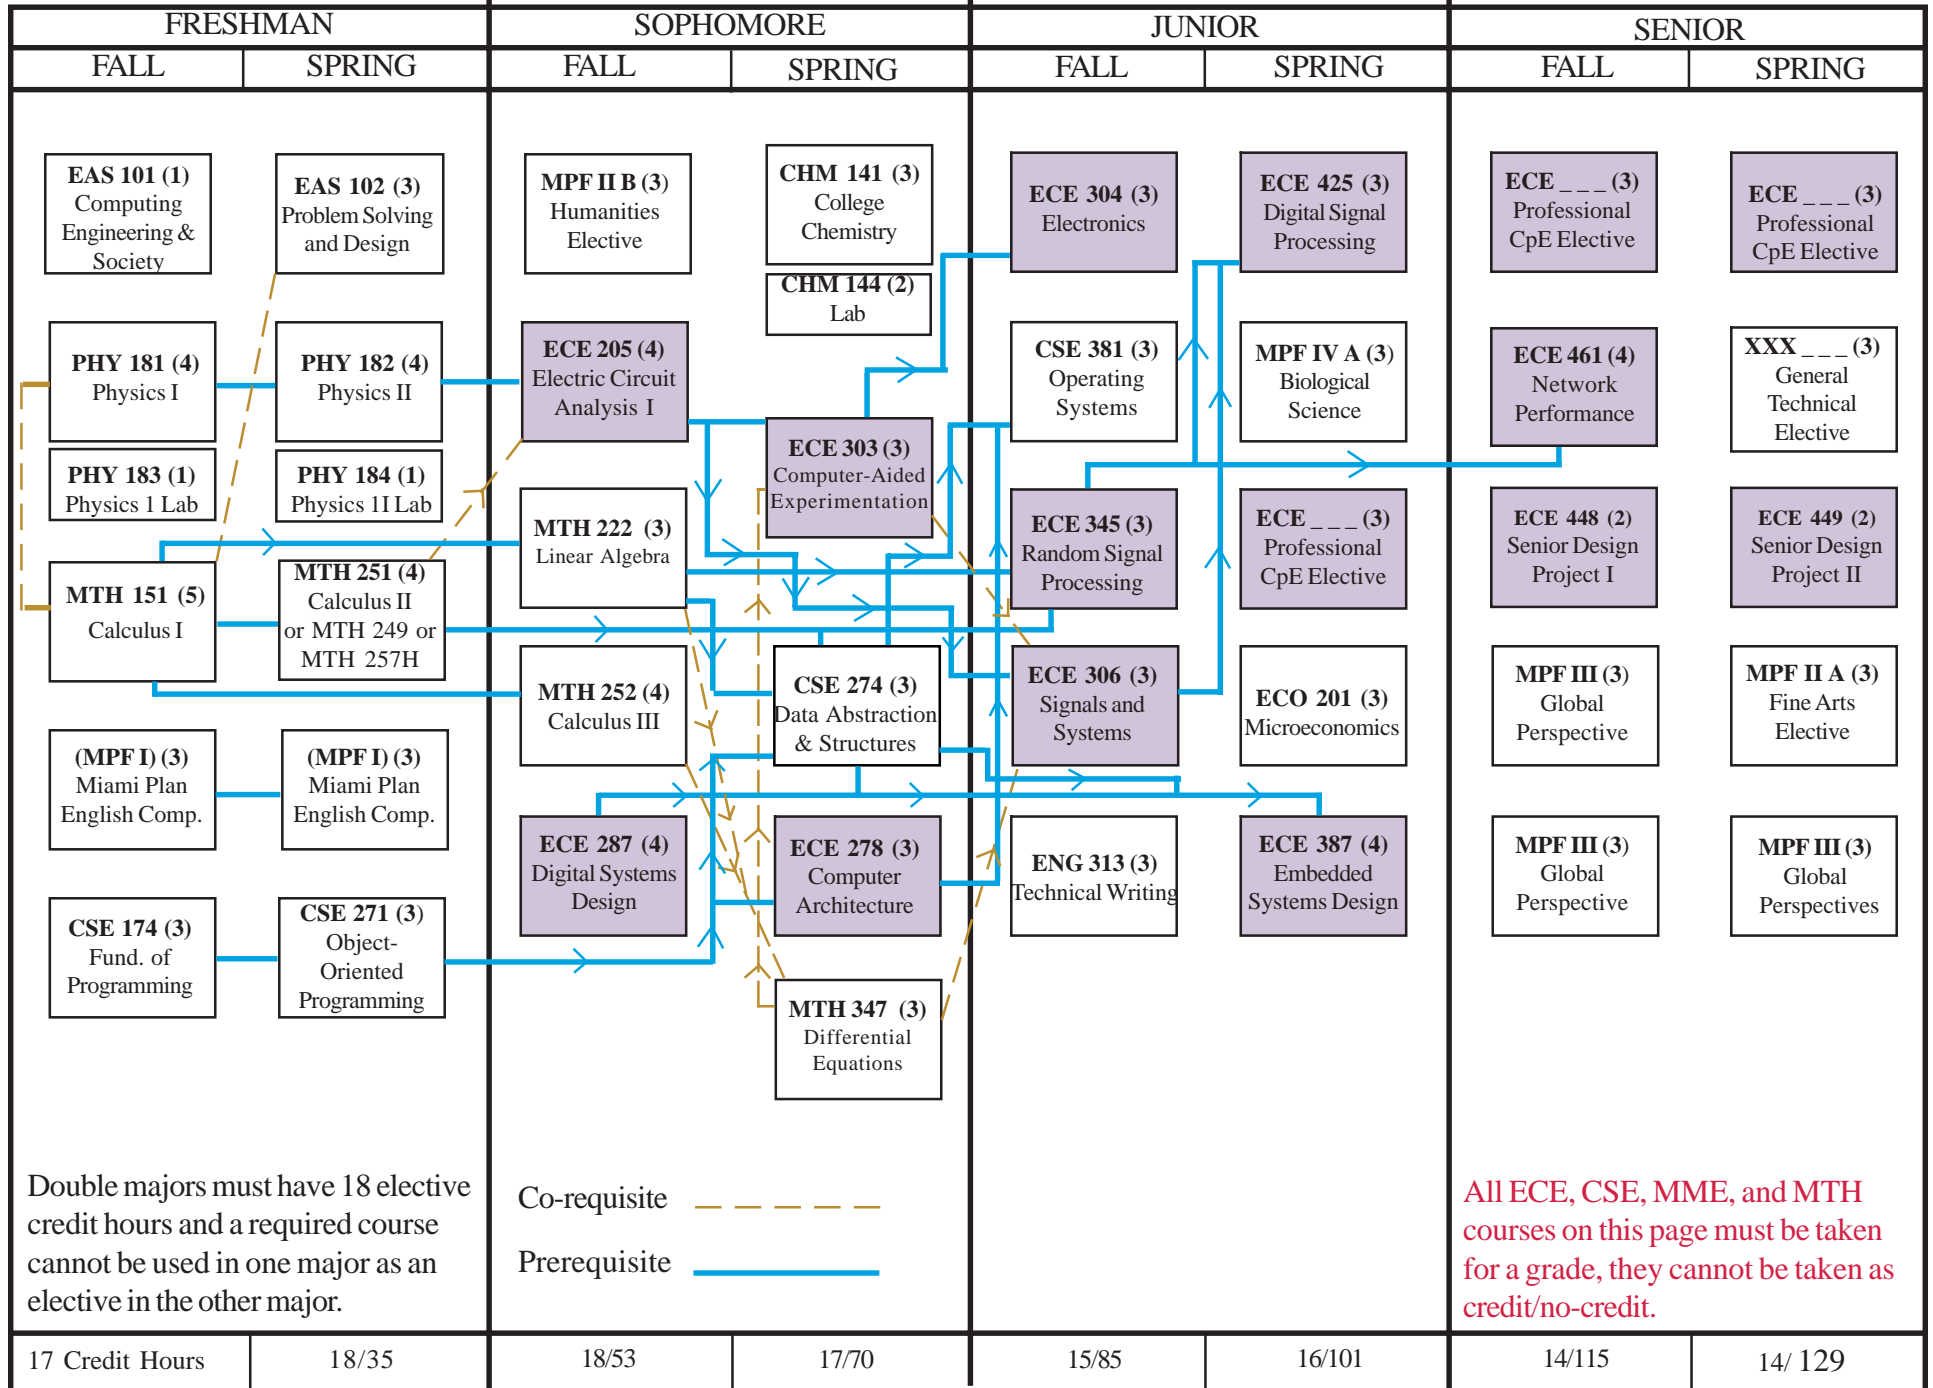 FRESHMAN
SOPHOMORE
JUNIOR
SENIOR
FALL
SPRING
FALL
SPRING
FALL
SPRING
FALL
SPRING
EAS 101 (1)
Computing
Engineering &
Society
PHY 181 (4)
Physics I
PHY 183 (1)
Physics 1 Lab
MTH 151 (5)
Calculus I
(MPF I) (3)
Miami Plan
English Comp.
CSE 174 (3)
Fund. of
Programming
EAS 102 (3)
Problem Solving
and Design
PHY 182 (4)
Physics II
PHY 184 (1)
Physics 1I Lab
MTH 251 (4)
Calculus II
or MTH 249 or
MTH 257H
(MPF I) (3)
Miami Plan
English Comp.
CSE 271 (3)
Object-
Oriented
Programming
MPF II B (3)
Humanities
Elective
ECE 205 (4)
Electric Circuit
Analysis I
MTH 222 (3)
Linear Algebra
MTH 252 (4)
Calculus III
ECE 287 (4)
Digital Systems
Design
CHM 141 (3)
College
Chemistry
CHM 144 (2)
Lab
ECE 303 (3)
Computer-Aided
Experimentation
CSE 274 (3)
Data Abstraction
& Structures
ECE 278 (3)
Computer
Architecture
MTH 347 (3)
Differential
Equations
ECE 304 (3)
Electronics
CSE 381 (3)
Operating
Systems
ECE 345 (3)
Random Signal
Processing
ECE 306 (3)
Signals and
Systems
ENG 313 (3)
Technical Writing
ECE 425 (3)
Digital Signal
Processing
MPF IV A (3)
Biological
Science
ECE _ _ _ (3)
Professional
CpE Elective
ECO 201 (3)
Microeconomics
ECE 387 (4)
Embedded
Systems Design
ECE _ _ _ (3)
Professional
CpE Elective
ECE 461 (4)
Network
Performance
ECE 448 (2)
Senior Design
Project I
MPF III (3)
Global
Perspective
MPF III (3)
Global
Perspective
ECE _ _ _ (3)
Professional
CpE Elective
XXX _ _ _ (3)
General
Technical
Elective
ECE 449 (2)
Senior Design
Project II
MPF II A (3)
Fine Arts
Elective
MPF III (3)
Global
Perspectives
Double majors must have 18 elective
credit hours and a required course
cannot be used in one major as an
elective in the other major.
Co-requisite
Prerequisite
All ECE, CSE, MME, and MTH
courses on this page must be taken
for a grade, they cannot be taken as
credit/no-credit.
17 Credit Hours
18/35
18/53
17/70
15/85
16/101
14/115
14/ 129